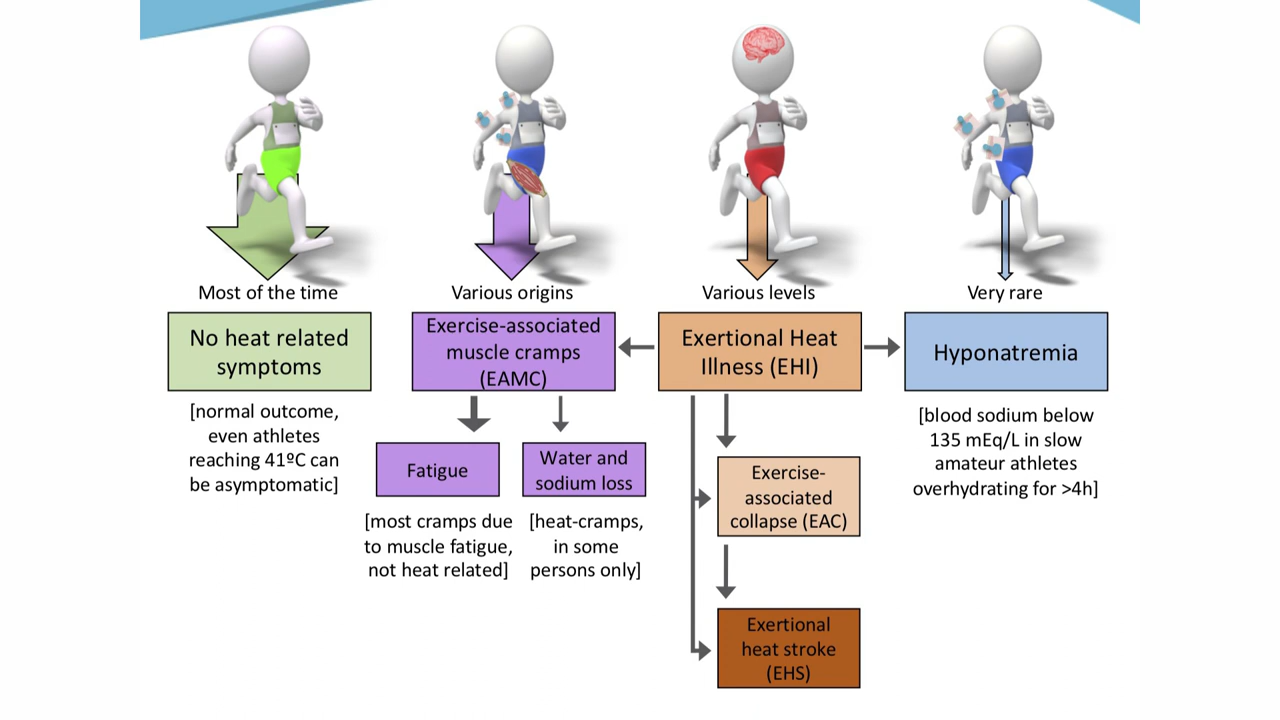 Most of the time
No heat related
symptoms
[normal outcome,
even athletes
reaching 41ºC can
be asymptomatic]
Various origins
Exercise-associated
muscle cramps
(EAMC)
Fatigue
[most cramps due
to muscle fatigue,
not heat related]
Water and
sodium loss
[heat-cramps,
in some
persons only]
Various levels
Exertional Heat
Illness (EHI)
Exercise-
associated
collapse (EAC)
Exertional
heat stroke
(EHS)
Very rare
Hyponatremia
[blood sodium below
135 mEq/L in slow
amateur athletes
overhydrating for >4h]